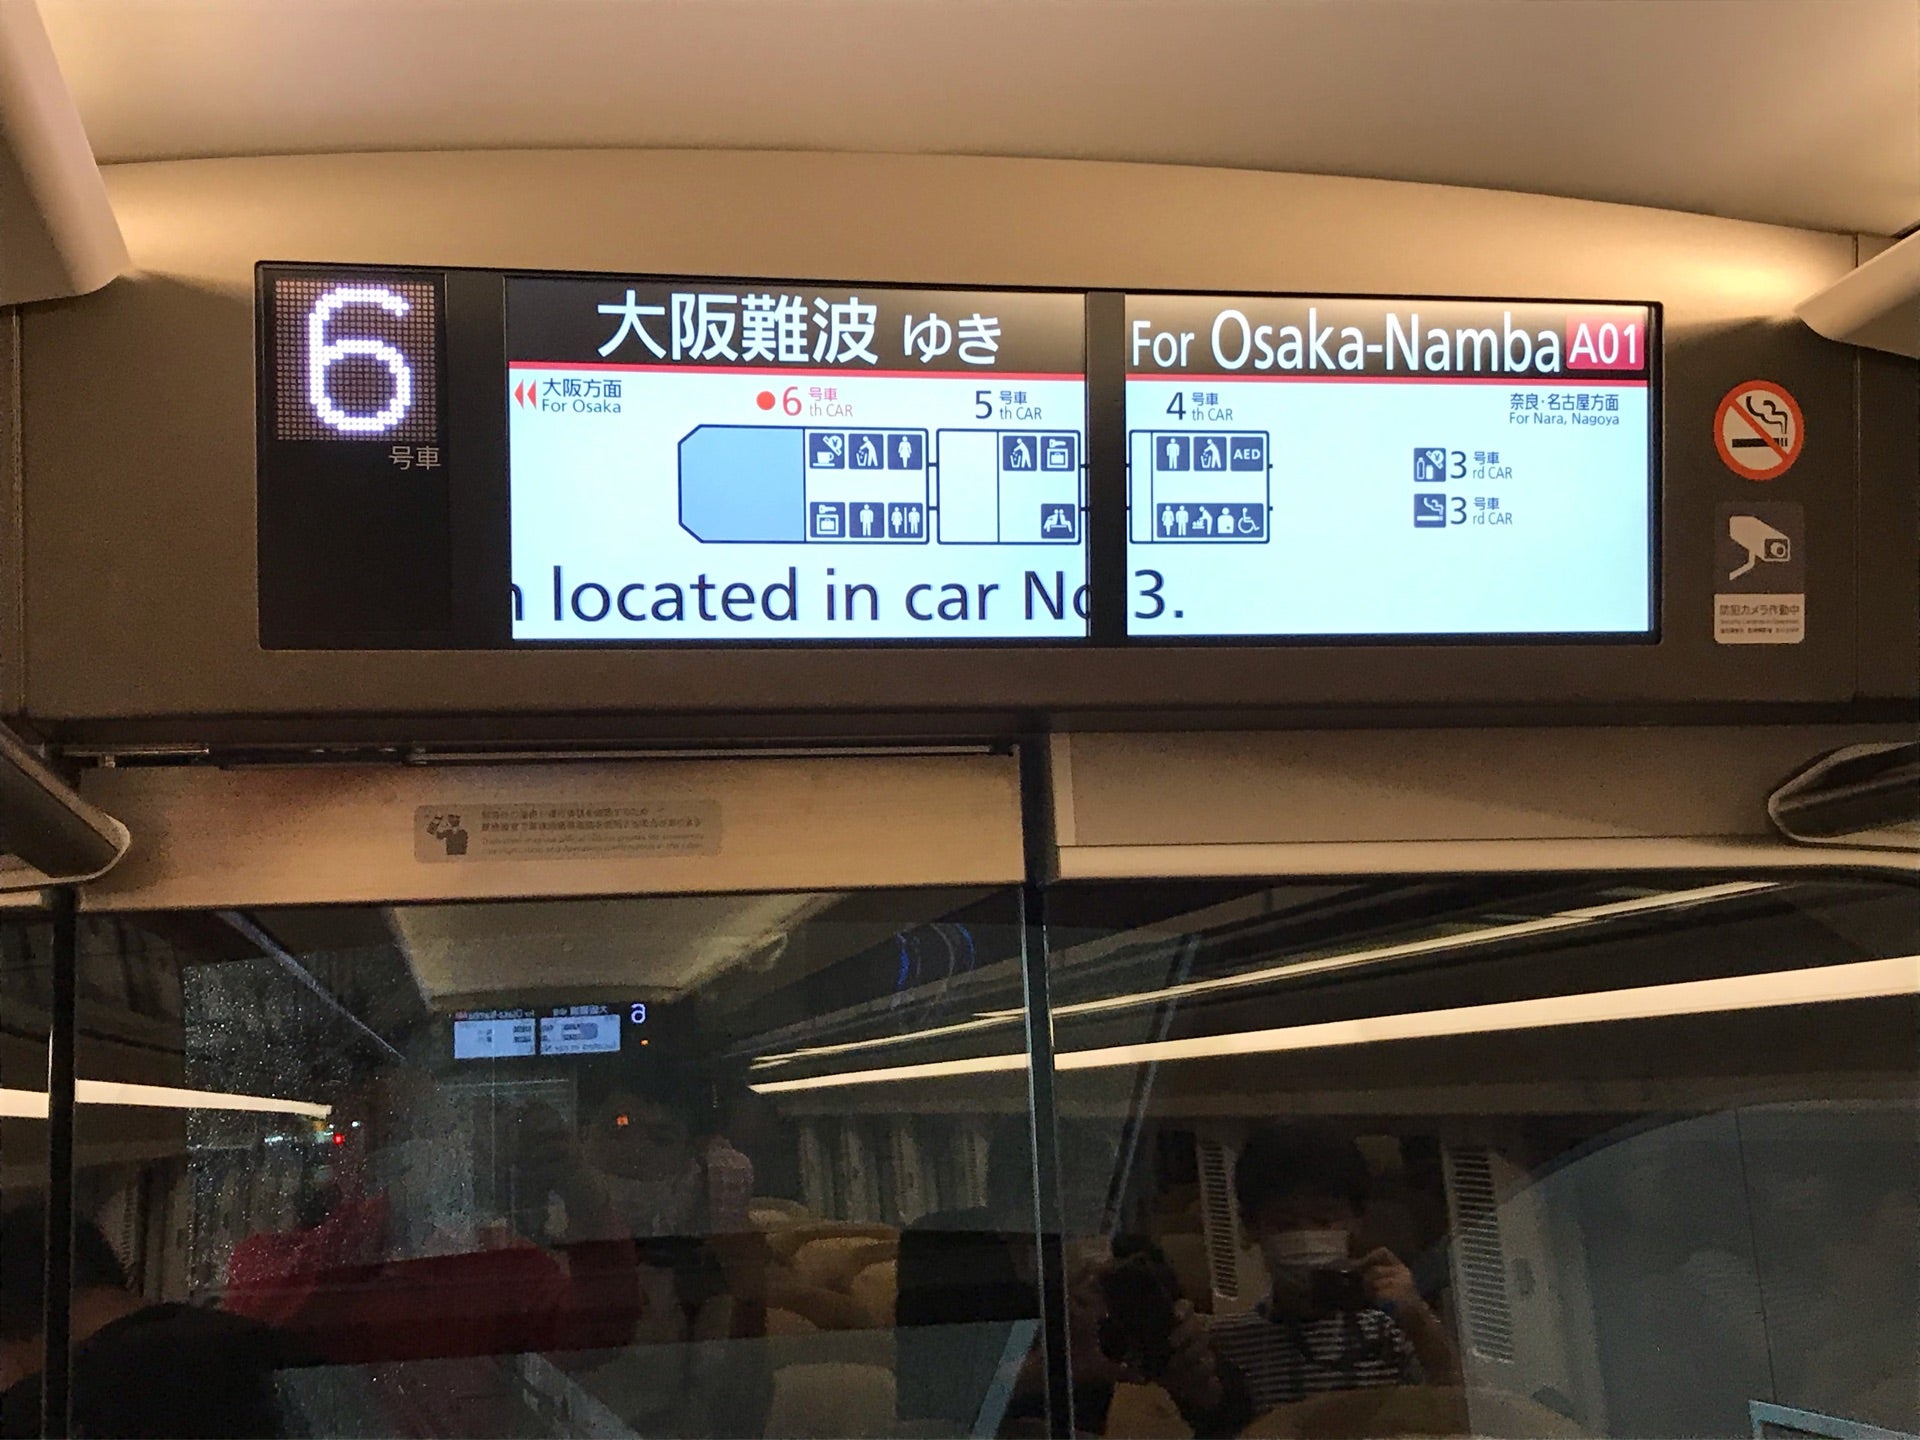 6
号車
大阪難波 ゆき
For Osaka-Namba A01
大阪方面
For Osaka
6 号車
th CAR
5 号車
th CAR
4 号車
th CAR
奈良・名古屋方面
For Nara, Nagoya
AED
3 号車
rd CAR
3 号車
rd CAR
located in car No 3.
防犯カメラ作動中